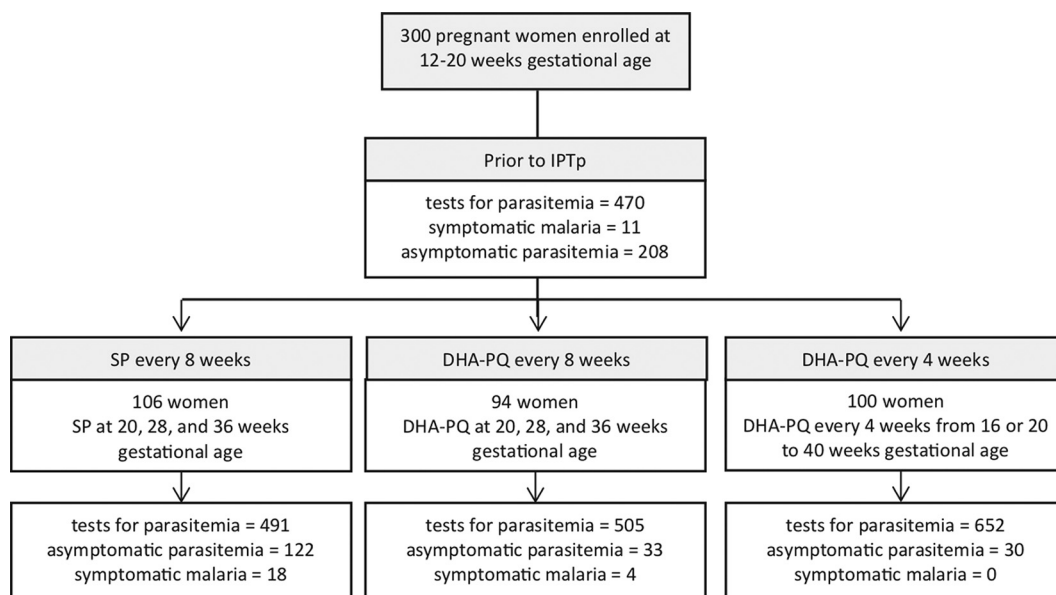 300 pregnant women enrolled at
12-20 weeks gestational age
Prior to IPTp
tests for parasitemia = 470
symptomatic malaria = 11
asymptomatic parasitemia = 208
SP every 8 weeks
106 women
SP at 20, 28, and 36 weeks
gestational age
tests for parasitemia = 491
asymptomatic parasitemia = 122
symptomatic malaria = 18
DHA-PQ every 8 weeks
94 women
DHA-PQ at 20, 28, and 36 weeks
gestational age
tests for parasitemia = 505
asymptomatic parasitemia = 33
symptomatic malaria = 4
DHA-PQ every 4 weeks
100 women
DHA-PQ every 4 weeks from 16 or 20
to 40 weeks gestational age
tests for parasitemia = 652
asymptomatic parasitemia = 30
symptomatic malaria = 0